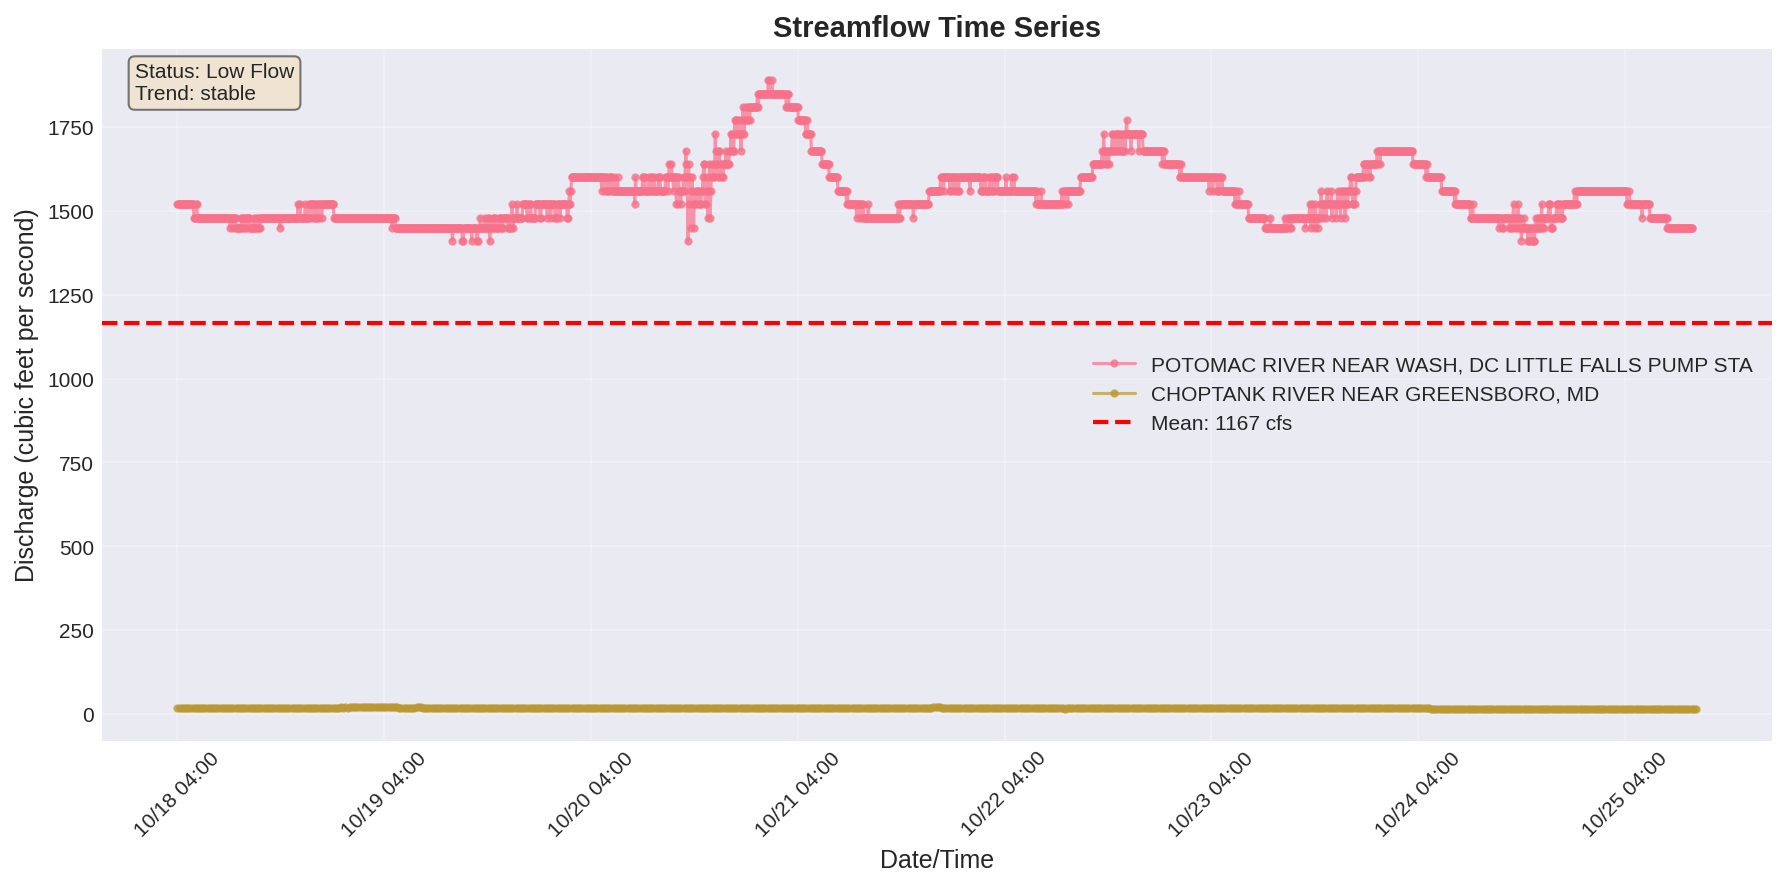 Streamflow Time Series
Status: Low Flow
Trend: stable
Discharge (cubic feet per second)
1750
1500
1250
1000
750
500
250
0
POTOMAC RIVER NEAR WASH, DC LITTLE FALLS PUMP STA
CHOPTANK RIVER NEAR GREENSBORO, MD
Mean: 1167 cfs
10/18 04:00
10/19 04:00
10/20 04:00
10/21 04:00
10/22 04:00
10/23 04:00
10/24 04:00
10/25 04:00
Date/Time